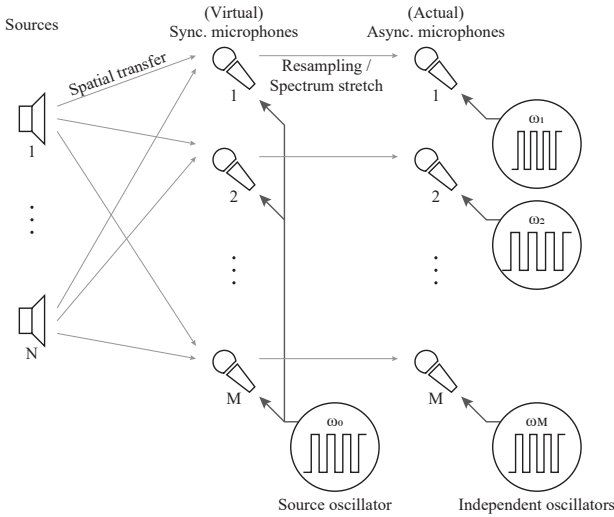 Sources
(Virtual)
Sync. microphones
(Actual)
Async. microphones
Spatial transfer
Resampling /
Spectrum stretch
1
1
1
ω₁
2
2
ω₂
N
M
M
ω₀
ωM
Source oscillator
Independent oscillators